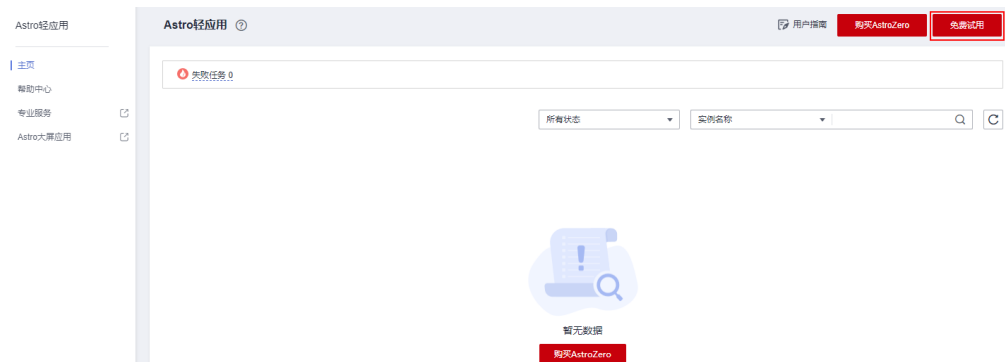 Astro轻应用
主页
帮助中心
专业服务
Astro大屏应用
Astro轻应用
用户指南
购买AstroZero
免费试用
失败任务 0
所有状态
实例名称
暂无数据
购买AstroZero